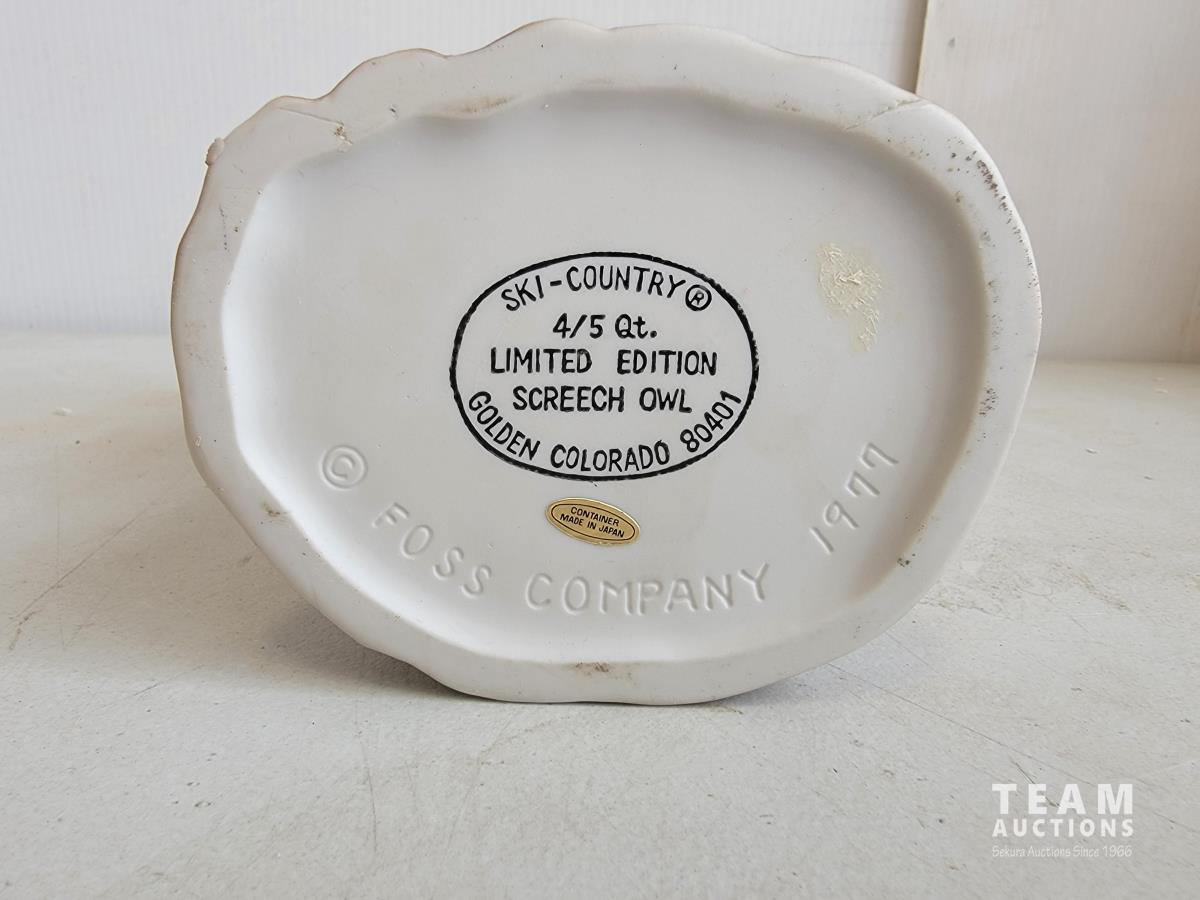 SKI-COUNTRY®
4/5 Qt.
LIMITED EDITION
SCREECH OWL
GOLDEN COLORADO 80401
CONTAINER
MADE IN JAPAN
© FOSS COMPANY 1977
TEAM
AUCTIONS
Sekura Auctions Since 1966